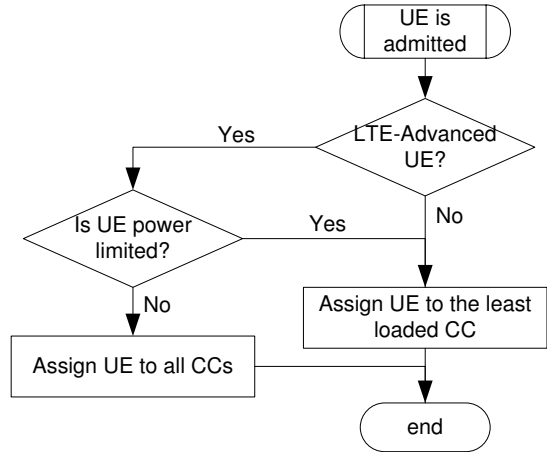 UE is
admitted
LTE-Advanced
UE?
Yes
Is UE power
limited?
Yes
No
No
Assign UE to the least
loaded CC
Assign UE to all CCs
end